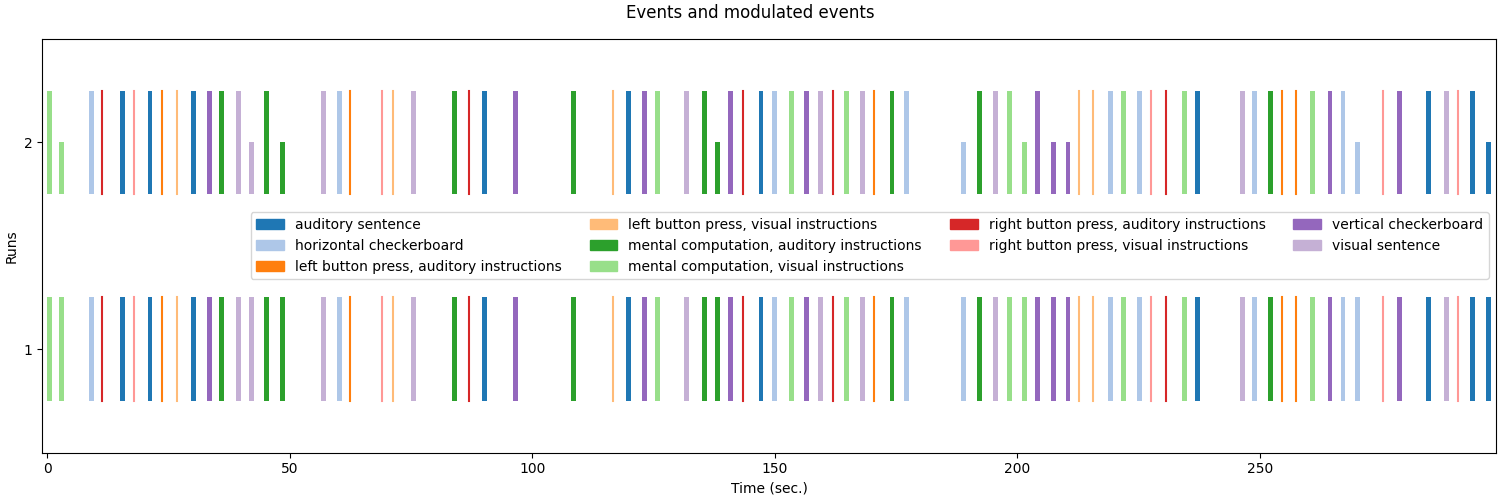 Events and modulated events
Runs
2
auditory sentence
horizontal checkerboard
left button press, auditory instructions
left button press, visual instructions
mental computation, auditory instructions
mental computation, visual instructions
right button press, auditory instructions
right button press, visual instructions
vertical checkerboard
visual sentence
1
0 50 100 150 200 250
Time (sec.)